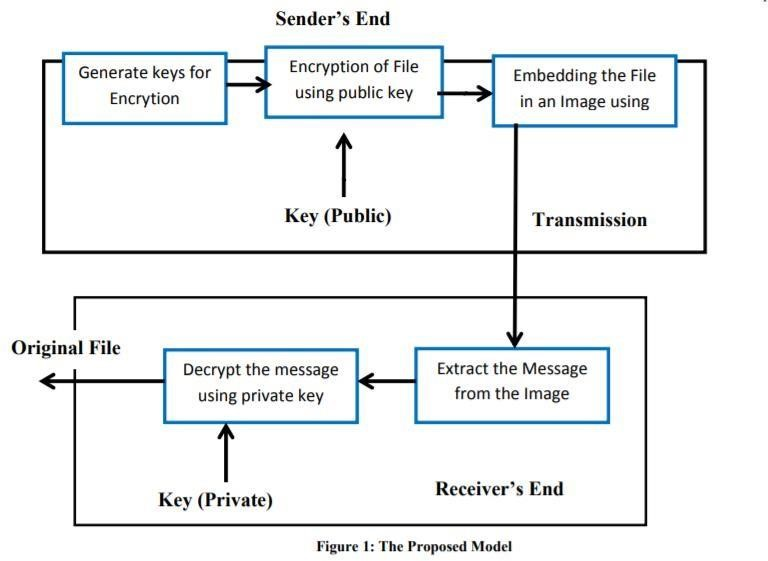 Sender’s End
Generate keys for
Encrytion
Encryption of File
using public key
Embedding the File
in an Image using
Key (Public)
Transmission
Original File
Decrypt the message
using private key
Extract the Message
from the Image
Key (Private)
Receiver’s End
Figure 1: The Proposed Model